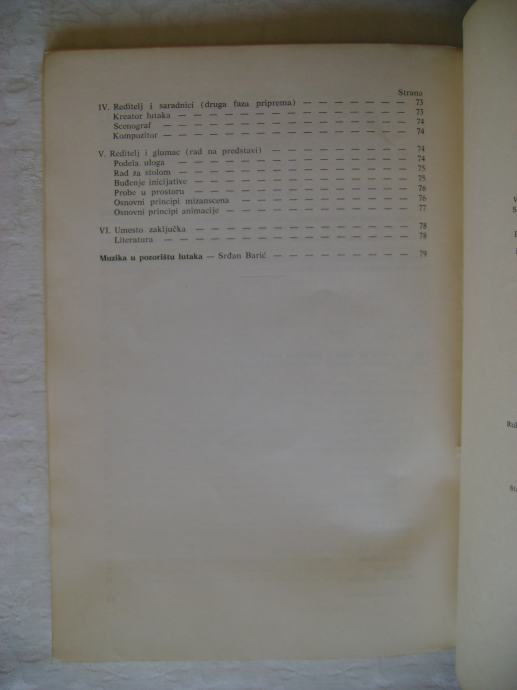 Strana
IV. Reditelj i saradnici (druga faza priprema) — — — — — — — — 73
Kreator lutaka — — — — — — — — — — — — — — — — 73
Scenograf — — — — — — — — — — — — — — — — — 74
Kompozitor — — — — — — — — — — — — — — — — 74
V. Reditelj i glumac (rad na predstavi) — — — — — — — — — — 74
Podela uloga — — — — — — — — — — — — — — — — 74
Rad za stolom — — — — — — — — — — — — — — — — 75
Buđenje inicijative — — — — — — — — — — — — — — 75
Probe u prostoru — — — — — — — — — — — — — — 76
Osnovni principi mizanscena — — — — — — — — — — — 76
Osnovni principi animacije — — — — — — — — — — — — 77
VI. Umesto zaključka — — — — — — — — — — — — — — 78
Literatura — — — — — — — — — — — — — — — — — 78
Muzika u pozorištu lutaka — Srđan Barić — — — — — — — — — — 79